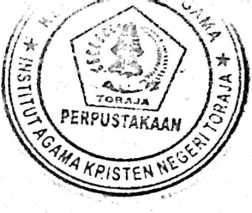 TORAJA
PERPUSTAKAAN
INSTITUT AGAMA KRISTEN NEGERI TORAJA